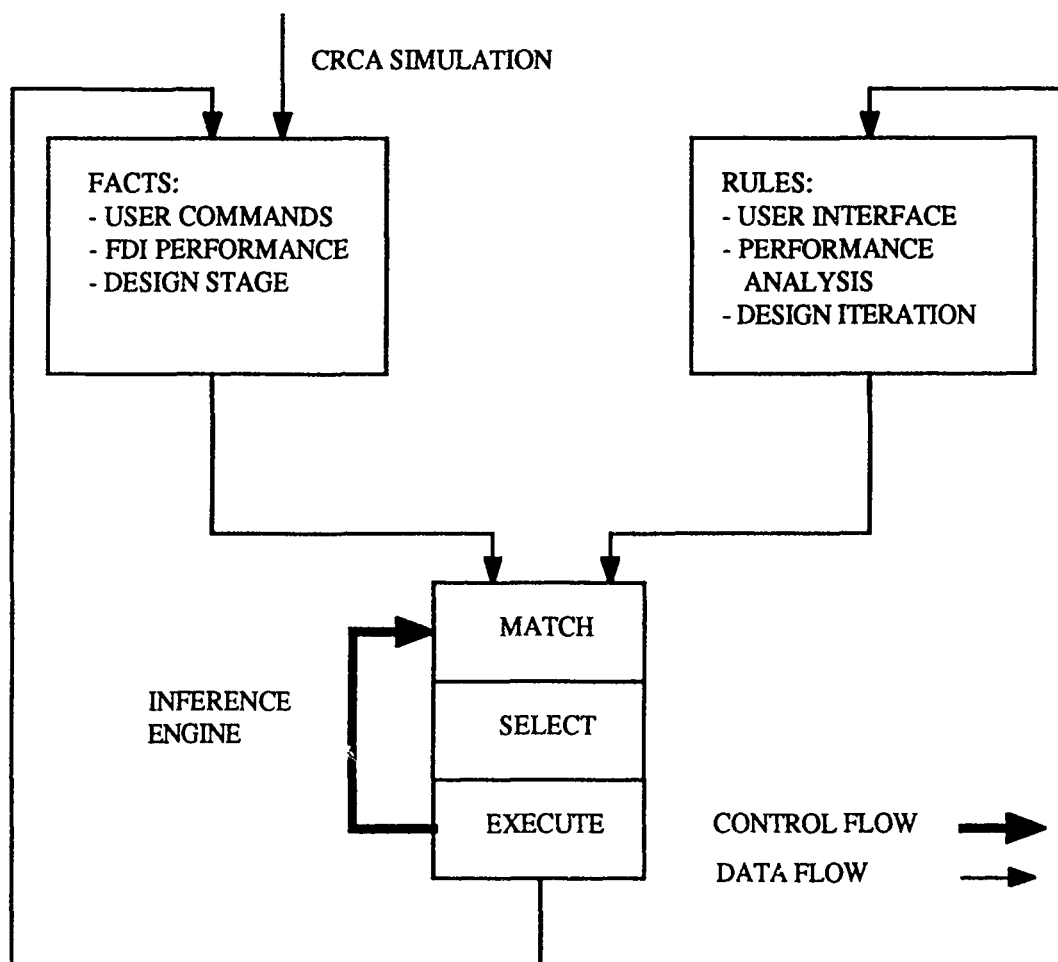 CRCA SIMULATION
FACTS:
- USER COMMANDS
- FDI PERFORMANCE
- DESIGN STAGE
RULES:
- USER INTERFACE
- PERFORMANCE
ANALYSIS
- DESIGN ITERATION
MATCH
INFERENCE
ENGINE
SELECT
EXECUTE
CONTROL FLOW
DATA FLOW